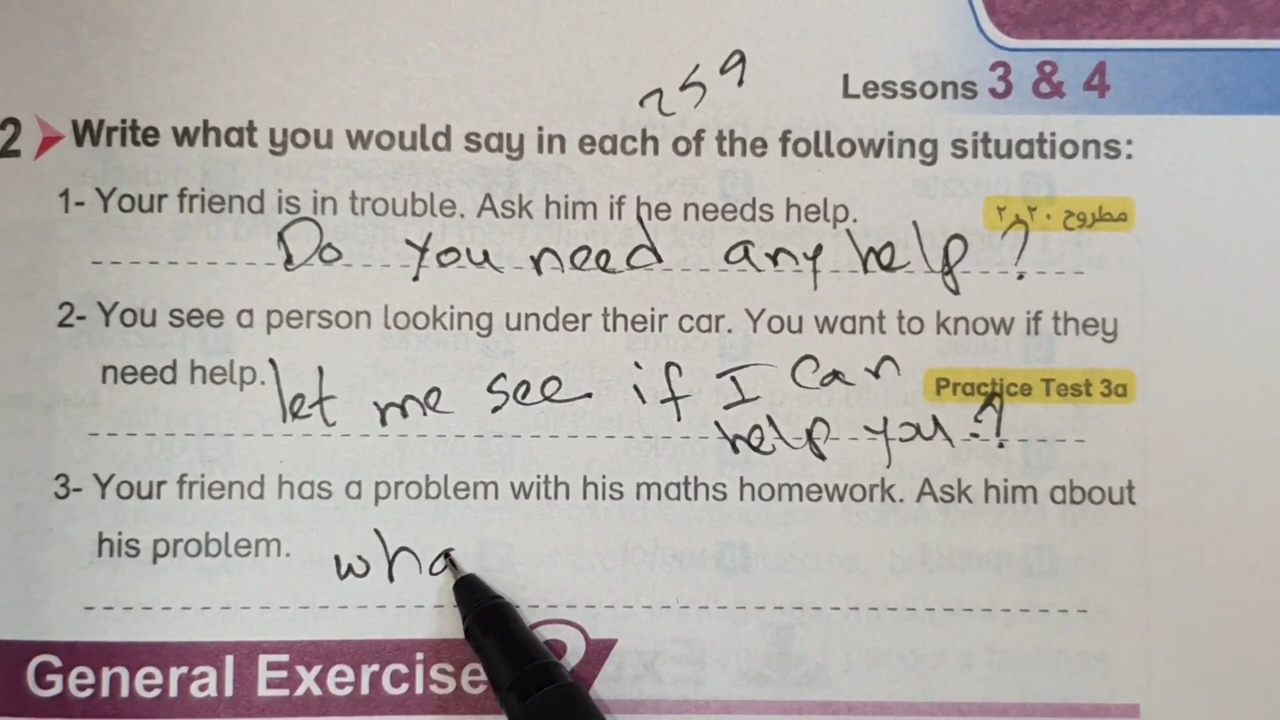 Lessons 3 & 4
259
2 Write what you would say in each of the following situations:
1- Your friend is in trouble. Ask him if he needs help.
مطروح ٢٠٢٠
Do you need any help?
2- You see a person looking under their car. You want to know if they
need help.
let me see if I can
Practice Test 3a
help you?
3- Your friend has a problem with his maths homework. Ask him about
his problem.
wha
General Exercise